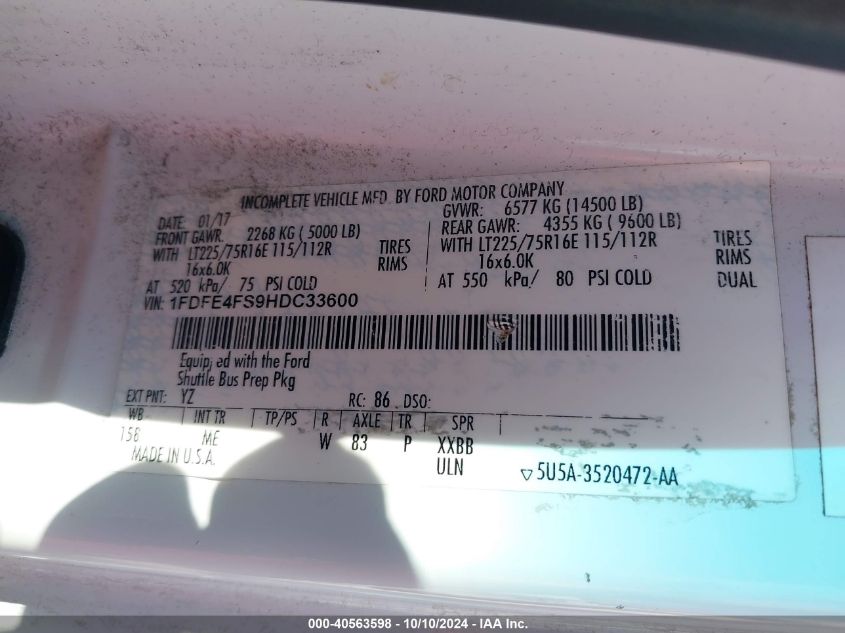 INCOMPLETE VEHICLE MFD. BY FORD MOTOR COMPANY
DATE: 01/17 GVWR: 6577 KG (14500 LB)
FRONT GAWR: 2268 KG ( 5000 LB) REAR GAWR: 4355 KG ( 9600 LB)
WITH LT225/75R16E 115/112R TIRES WITH LT225/75R16E 115/112R TIRES
16x6.0K RIMS 16x6.0K RIMS
AT 520 kPa/ 75 PSI COLD AT 550 kPa/ 80 PSI COLD DUAL
VIN: 1FDFE4FS9HDC33600
Equipped with the Ford
Shuttle Bus Prep Pkg
EXT PNT: YZ RC: 86 DSO:
WB INT TR TP/PS R AXLE TR SPR
158 ME W 83 P XXBB
MADE IN U.S.A. ULN
5U5A-3520472-AA
000-40563598 - 10/10/2024 - IAA Inc.